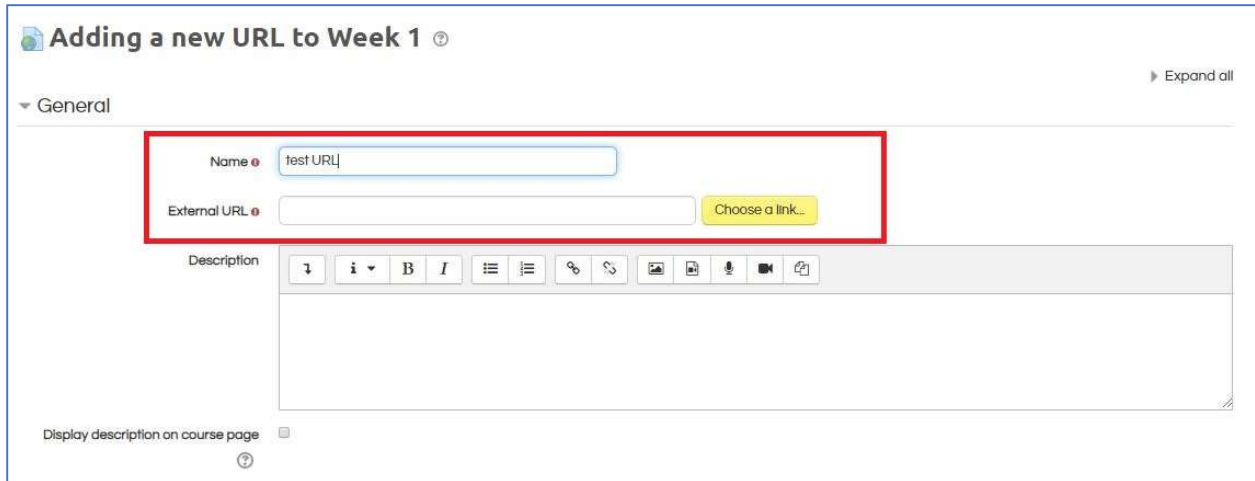 Adding a new URL to Week 1
Expand all
General
Name
test URL
External URL
Choose a link...
Description
i
B
I
Display description on course page